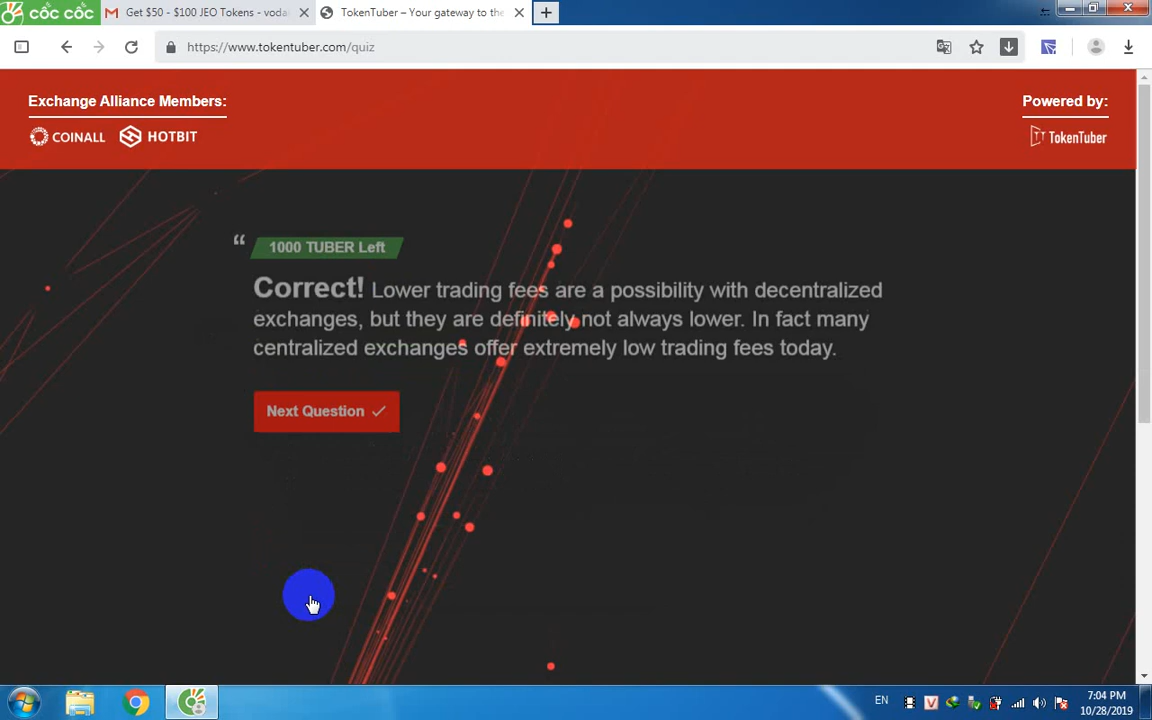 cốc cốc
Get $50 - $100 JEO Tokens - voda
TokenTuber – Your gateway to the
https://www.tokentuber.com/quiz
Exchange Alliance Members:
Powered by:
COINALL HOTBIT
TokenTuber
“
1000 TUBER Left
Correct! Lower trading fees are a possibility with decentralized
exchanges, but they are definitely not always lower. In fact many
centralized exchanges offer extremely low trading fees today.
Next Question
EN
V
7:04 PM
10/28/2019